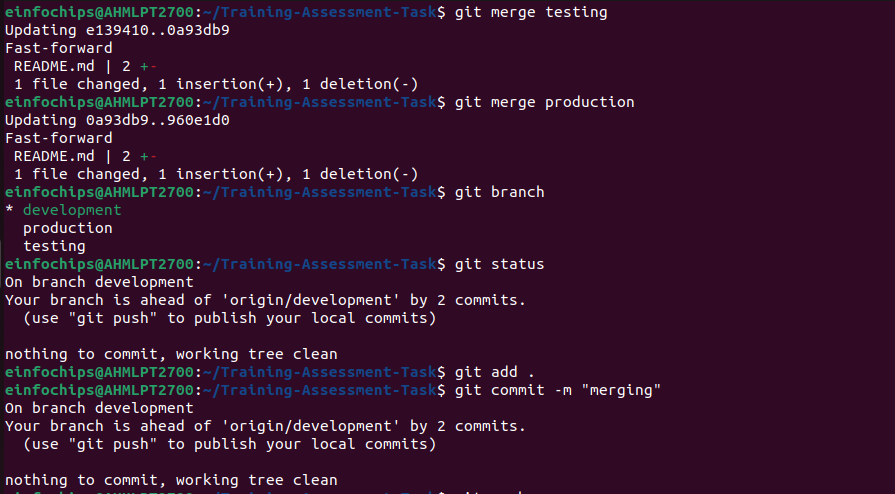 einfochips@AHMLPT2700:~/Training-Assessment-Task$ git merge testing
Updating e139410..0a93db9
Fast-forward
 README.md | 2 +-
 1 file changed, 1 insertion(+), 1 deletion(-)
einfochips@AHMLPT2700:~/Training-Assessment-Task$ git merge production
Updating 0a93db9..960e1d0
Fast-forward
 README.md | 2 +-
 1 file changed, 1 insertion(+), 1 deletion(-)
einfochips@AHMLPT2700:~/Training-Assessment-Task$ git branch
* development
  production
  testing
einfochips@AHMLPT2700:~/Training-Assessment-Task$ git status
On branch development
Your branch is ahead of 'origin/development' by 2 commits.
  (use "git push" to publish your local commits)

nothing to commit, working tree clean
einfochips@AHMLPT2700:~/Training-Assessment-Task$ git add .
einfochips@AHMLPT2700:~/Training-Assessment-Task$ git commit -m "merging"
On branch development
Your branch is ahead of 'origin/development' by 2 commits.
  (use "git push" to publish your local commits)

nothing to commit, working tree clean